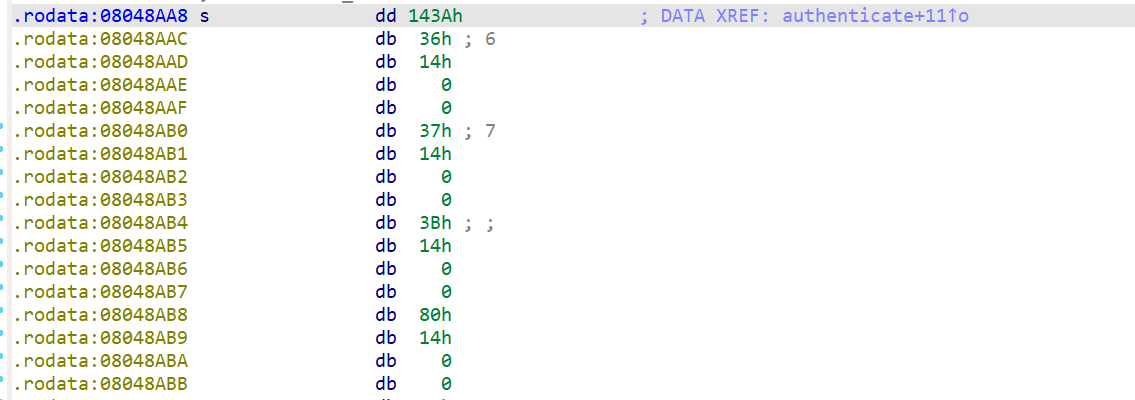 .rodata:08048AA8 s dd 143Ah ; DATA XREF: authenticate+11↑o
.rodata:08048AAC db 36h ; 6
.rodata:08048AAD db 14h
.rodata:08048AAE db 0
.rodata:08048AAF db 0
.rodata:08048AB0 db 37h ; 7
.rodata:08048AB1 db 14h
.rodata:08048AB2 db 0
.rodata:08048AB3 db 0
.rodata:08048AB4 db 3Bh ; ;
.rodata:08048AB5 db 14h
.rodata:08048AB6 db 0
.rodata:08048AB7 db 0
.rodata:08048AB8 db 80h
.rodata:08048AB9 db 14h
.rodata:08048ABA db 0
.rodata:08048ABB db 0